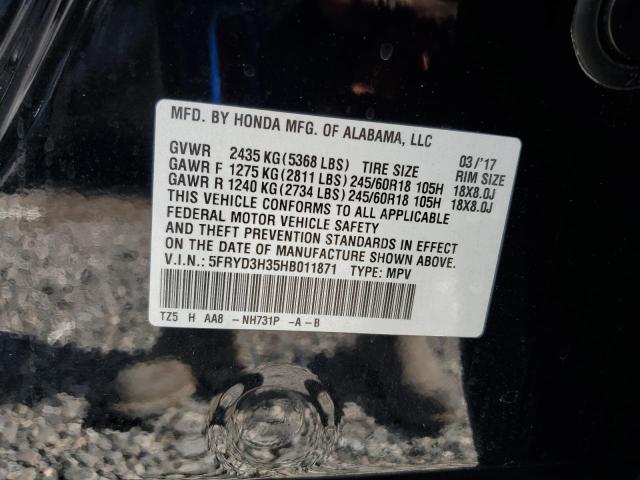 MFD. BY HONDA MFG. OF ALABAMA, LLC
03/'17
GVWR 2435 KG (5368 LBS) TIRE SIZE RIM SIZE
GAWR F 1275 KG (2811 LBS) 245/60R18 105H 18X8.0J
GAWR R 1240 KG (2734 LBS) 245/60R18 105H 18X8.0J
THIS VEHICLE CONFORMS TO ALL APPLICABLE
FEDERAL MOTOR VEHICLE SAFETY
AND THEFT PREVENTION STANDARDS IN EFFECT
ON THE DATE OF MANUFACTURE SHOWN ABOVE.
V.I.N.: 5FRYD3H35HB011871 TYPE: MPV
TZ5 H AA8 -NH731P -A-B